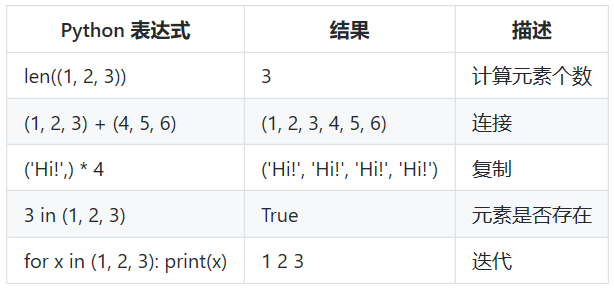 Python 表达式 结果 描述
len((1, 2, 3)) 3 计算元素个数
(1, 2, 3) + (4, 5, 6) (1, 2, 3, 4, 5, 6) 连接
('Hi!',) * 4 ('Hi!', 'Hi!', 'Hi!', 'Hi!') 复制
3 in (1, 2, 3) True 元素是否存在
for x in (1, 2, 3): print(x) 1 2 3 迭代